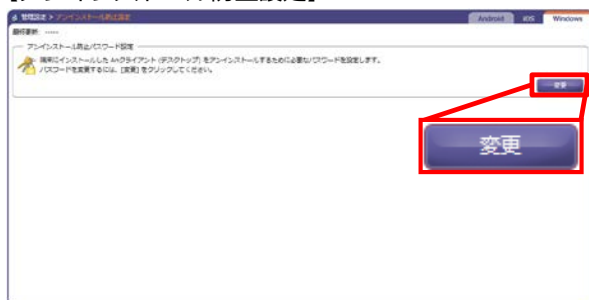 [アンインストール防止設定]
管理設定 > アンインストール防止設定
Android iOS Windows
最終更新: -----
アンインストール防止パスワード設定
端末にインストールした Anクライアント (デスクトップ) をアンインストールするために必要なパスワードを設定します。
パスワードを変更するには、[変更] をクリックしてください。
変更
変更